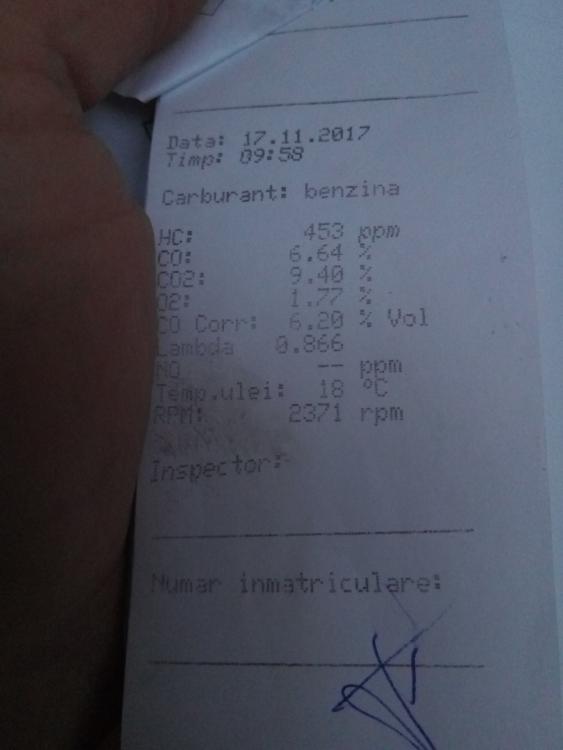 Data: 17.11.2017
Timp: 09:58
Carburant: benzina
HC: 453 ppm
CO: 6.64 %
CO2: 9.40 %
O2: 1.77 %
CO Corr: 6.20 % Vol
Lambda 0.866
NO -- ppm
Temp.ulei: 18 °C
RPM: 2371 rpm
Inspector:
Numar inmatriculare: